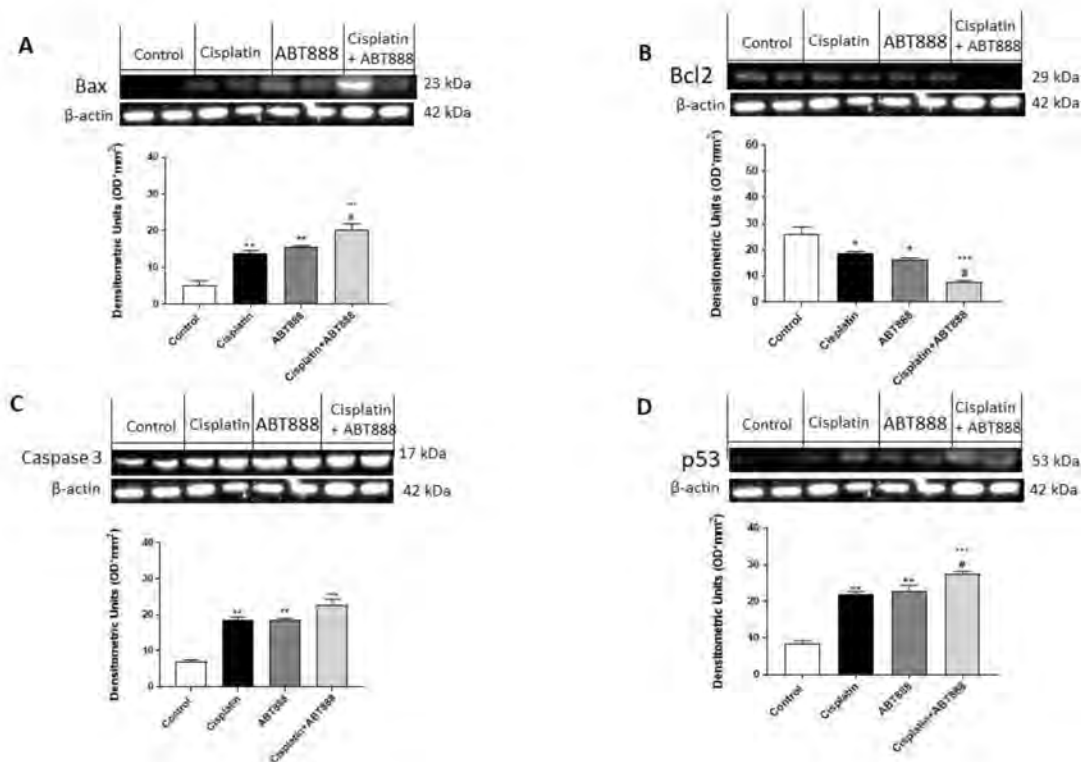 A
Control Cisplatin ABT888 Cisplatin + ABT888
Bax 23 kDa
β-actin 42 kDa
Densitometric Units (OD*mm²)
40
30
20
10
0
** ** *** #
Control Cisplatin ABT888 Cisplatin+ABT888
B
Control Cisplatin ABT888 Cisplatin + ABT888
Bcl2 29 kDa
β-actin 42 kDa
Densitometric Units (OD*mm²)
60
50
40
30
20
10
0
* * *** #
Control Cisplatin ABT888 Cisplatin+ABT888
C
Control Cisplatin ABT888 Cisplatin + ABT888
Caspase 3 17 kDa
β-actin 42 kDa
Densitometric Units (OD*mm²)
40
30
20
10
0
** **
Control Cisplatin ABT888 Cisplatin+ABT888
D
Control Cisplatin ABT888 Cisplatin + ABT888
p53 53 kDa
β-actin 42 kDa
Densitometric Units (OD*mm²)
40
30
20
10
0
** ** *** #
Control Cisplatin ABT888 Cisplatin+ABT888